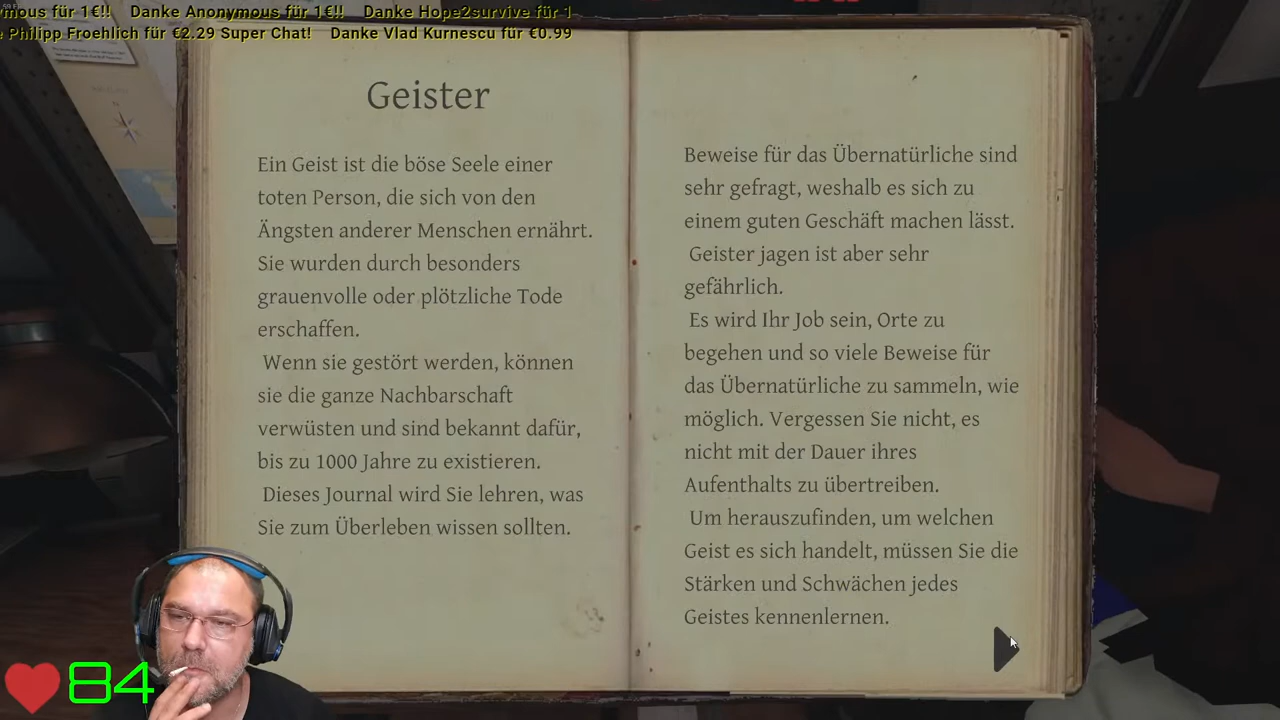 ymous für 1€!! Danke Anonymous für 1€!! Danke Hope2survive für 1
Philipp Froehlich für €2.29 Super Chat! Danke Vlad Kurnescu für €0.99
Geister
Ein Geist ist die böse Seele einer
toten Person, die sich von den
Ängsten anderer Menschen ernährt.
Sie wurden durch besonders
grauenvolle oder plötzliche Tode
erschaffen.
Wenn sie gestört werden, können
sie die ganze Nachbarschaft
verwüsten und sind bekannt dafür,
bis zu 1000 Jahre zu existieren.
Dieses Journal wird Sie lehren, was
Sie zum Überleben wissen sollten.
Beweise für das Übernatürliche sind
sehr gefragt, weshalb es sich zu
einem guten Geschäft machen lässt.
Geister jagen ist aber sehr
gefährlich.
Es wird Ihr Job sein, Orte zu
begehen und so viele Beweise für
das Übernatürliche zu sammeln, wie
möglich. Vergessen Sie nicht, es
nicht mit der Dauer ihres
Aufenthalts zu übertreiben.
Um herauszufinden, um welchen
Geist es sich handelt, müssen Sie die
Stärken und Schwächen jedes
Geistes kennenlernen.
84